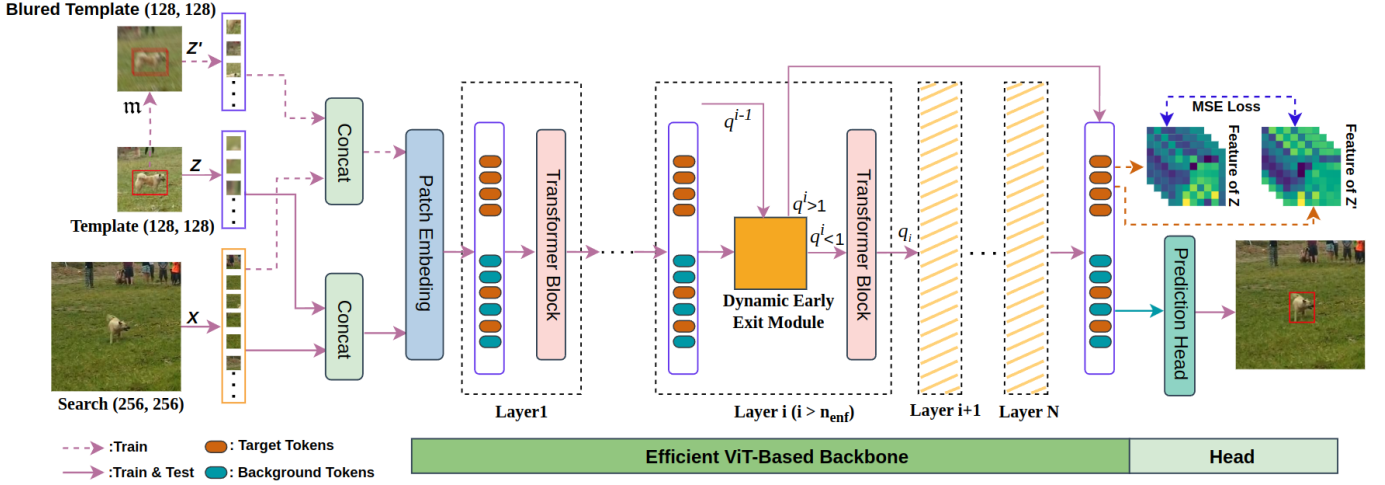 Blured Template (128, 128)
Z'
𝔪
Z
Template (128, 128)
X
Search (256, 256)
Concat
Concat
Patch Embeding
Transformer Block
Layer1
q^{i-1}
q^i>1
q^i<1
Dynamic Early
Exit Module
Transformer Block
Layer i (i > n_{enf})
q_i
Layer i+1
Layer N
MSE Loss
Feature of Z
Feature of Z'
Prediction Head
:Train
:Train & Test
: Target Tokens
: Background Tokens
Efficient ViT-Based Backbone
Head